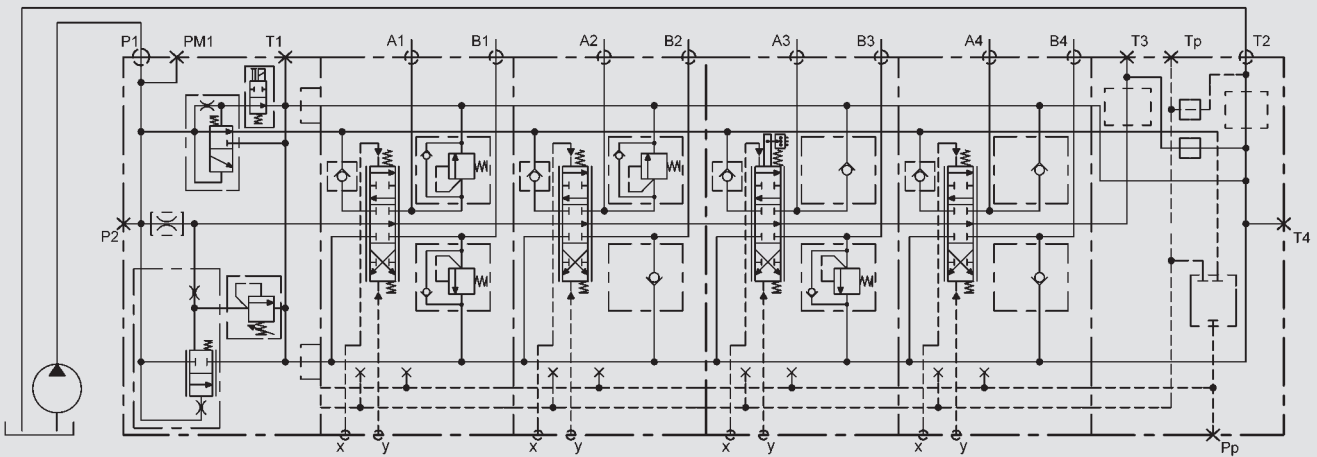 P1 PM1 T1 A1 B1 A2 B2 A3 B3 A4 B4 T3 Tp T2
P2
T4
x y x y x y x y Pp